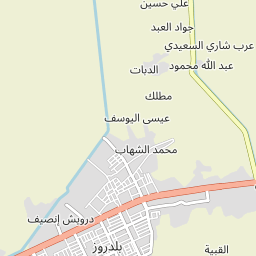 علي حسين
جواد العبد
عرب شاري السعيدي
عبد الله محمود
الدبات
مطلك
عيسى اليوسف
محمد الشهاب
درويش إنصيف
بلدروز
القبية